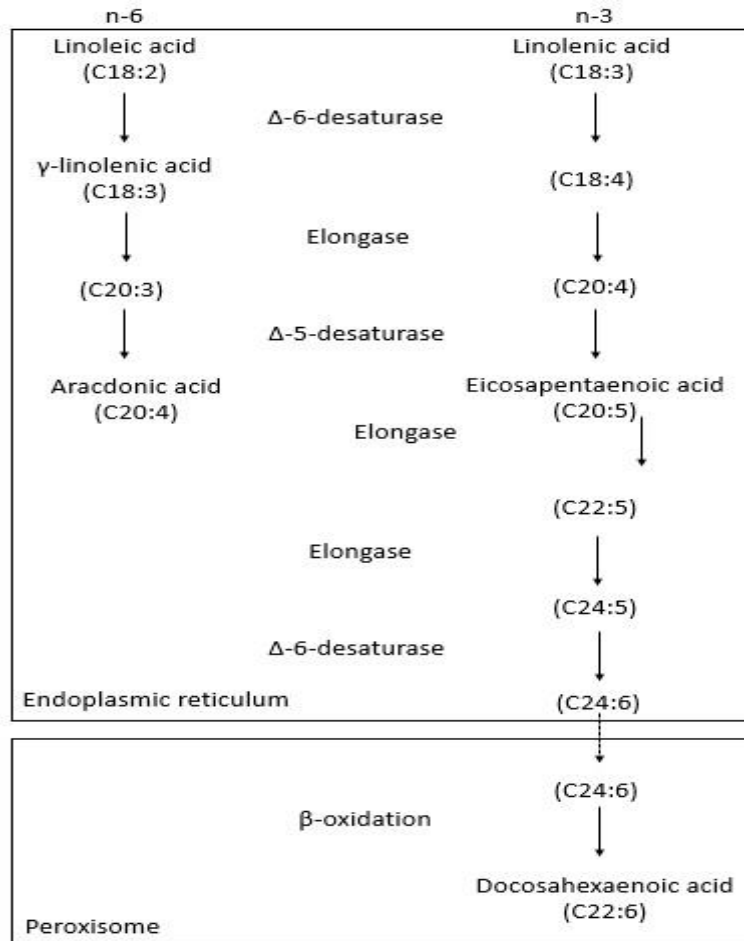 n-6 n-3
Linoleic acid Linolenic acid
(C18:2) (C18:3)
Δ-6-desaturase
γ-linolenic acid (C18:4)
(C18:3)
Elongase
(C20:3) (C20:4)
Δ-5-desaturase
Aracdonic acid Eicosapentaenoic acid
(C20:4) (C20:5)
Elongase
(C22:5)
Elongase
(C24:5)
Δ-6-desaturase
Endoplasmic reticulum (C24:6)
(C24:6)
β-oxidation
Docosahexaenoic acid
(C22:6)
Peroxisome